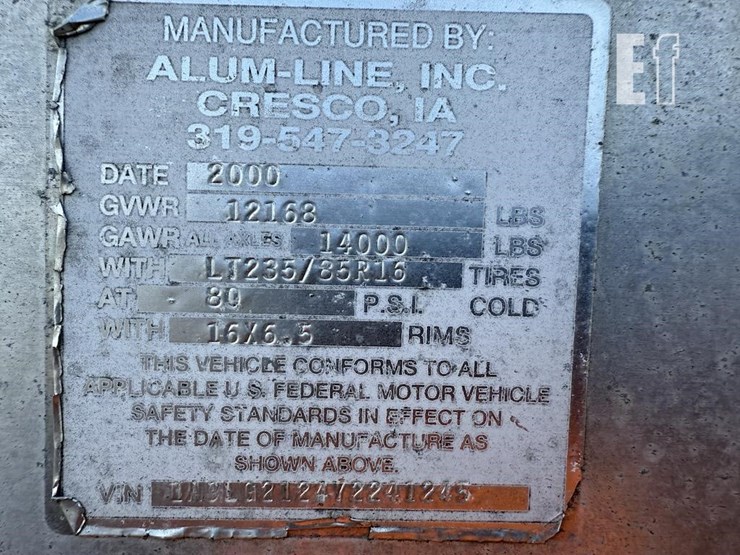 Ef
MANUFACTURED BY:
ALUM-LINE, INC.
CRESCO, IA
319-547-3247
DATE 2000
GVWR 12168 LBS
GAWR ALL AXLES 14000 LBS
WITH LT235/85R16 TIRES
AT - 80 P.S.I. COLD
WITH 16X6.5 RIMS
THIS VEHICLE CONFORMS TO ALL
APPLICABLE U.S. FEDERAL MOTOR VEHICLE
SAFETY STANDARDS IN EFFECT ON
THE DATE OF MANUFACTURE AS
SHOWN ABOVE.
VIN